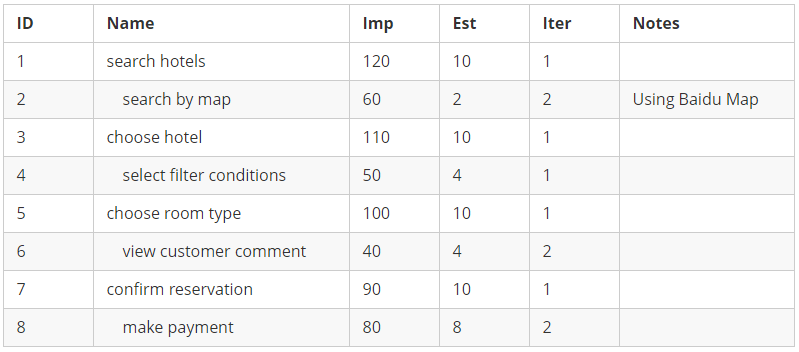 ID Name Imp Est Iter Notes
1 search hotels 120 10 1
2 search by map 60 2 2 Using Baidu Map
3 choose hotel 110 10 1
4 select filter conditions 50 4 1
5 choose room type 100 10 1
6 view customer comment 40 4 2
7 confirm reservation 90 10 1
8 make payment 80 8 2